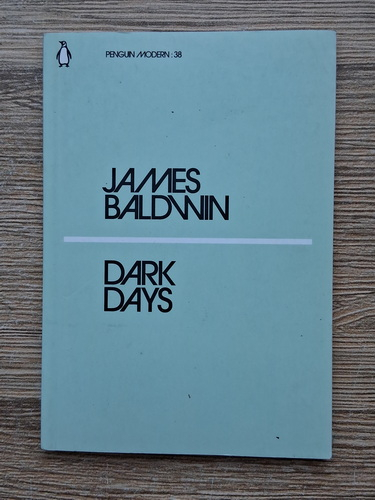 PENGUIN MODERN : 38
JAMES
BALDWIN
DARK
DAYS